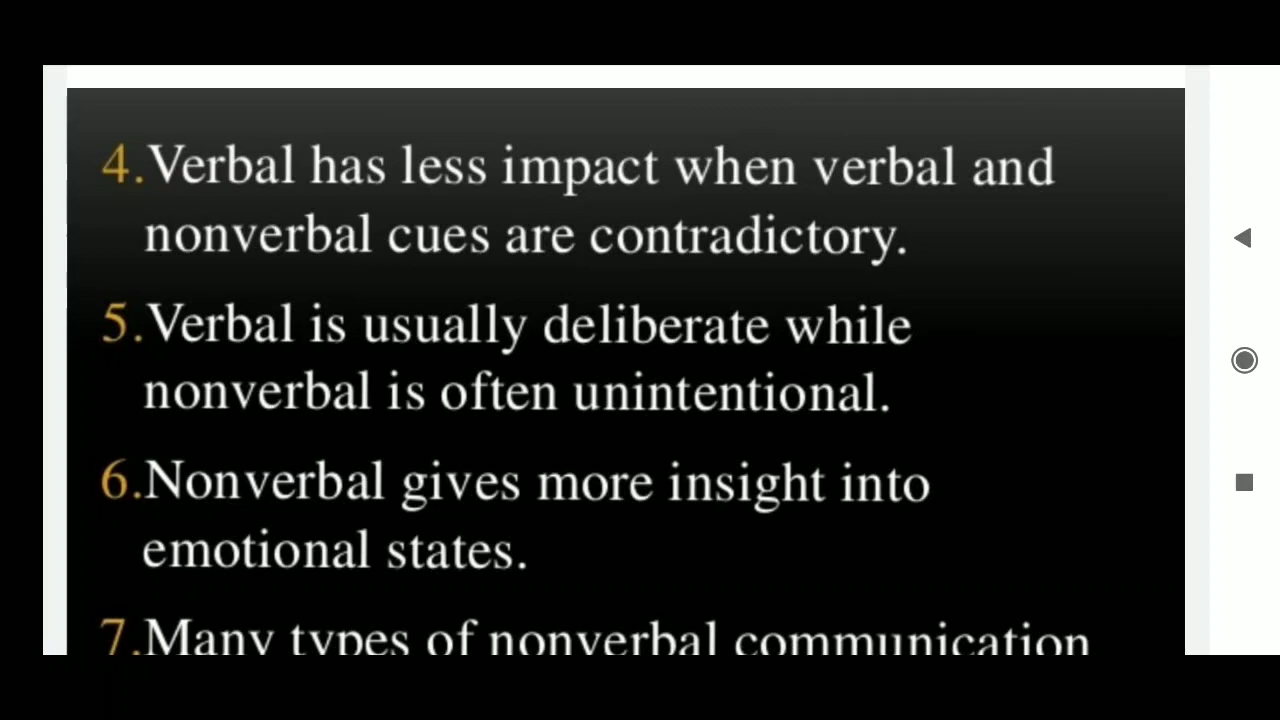 4.Verbal has less impact when verbal and
nonverbal cues are contradictory.
5.Verbal is usually deliberate while
nonverbal is often unintentional.
6.Nonverbal gives more insight into
emotional states.
7.Many types of nonverbal communication